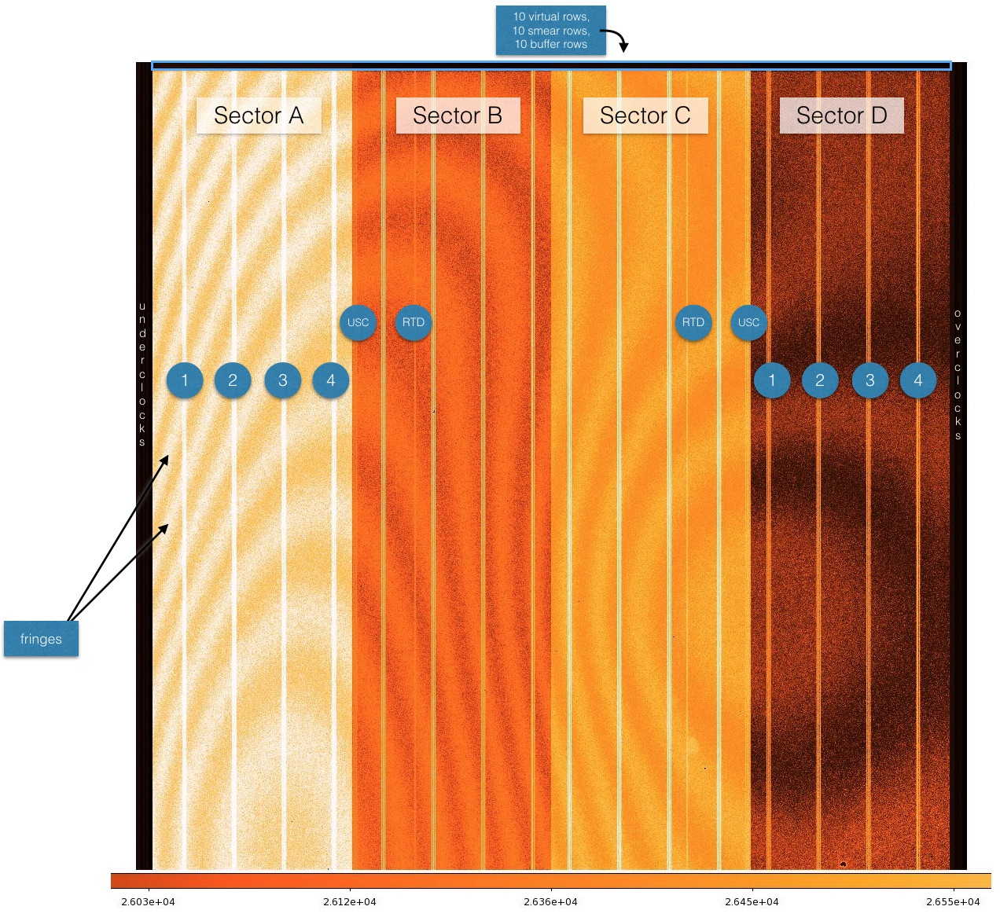 10 virtual rows,
10 smear rows,
10 buffer rows
Sector A
Sector B
Sector C
Sector D
underclocks
overclocks
USC
RTD
RTD
USC
1
2
3
4
1
2
3
4
fringes
2.603e+04
2.612e+04
2.636e+04
2.645e+04
2.655e+04